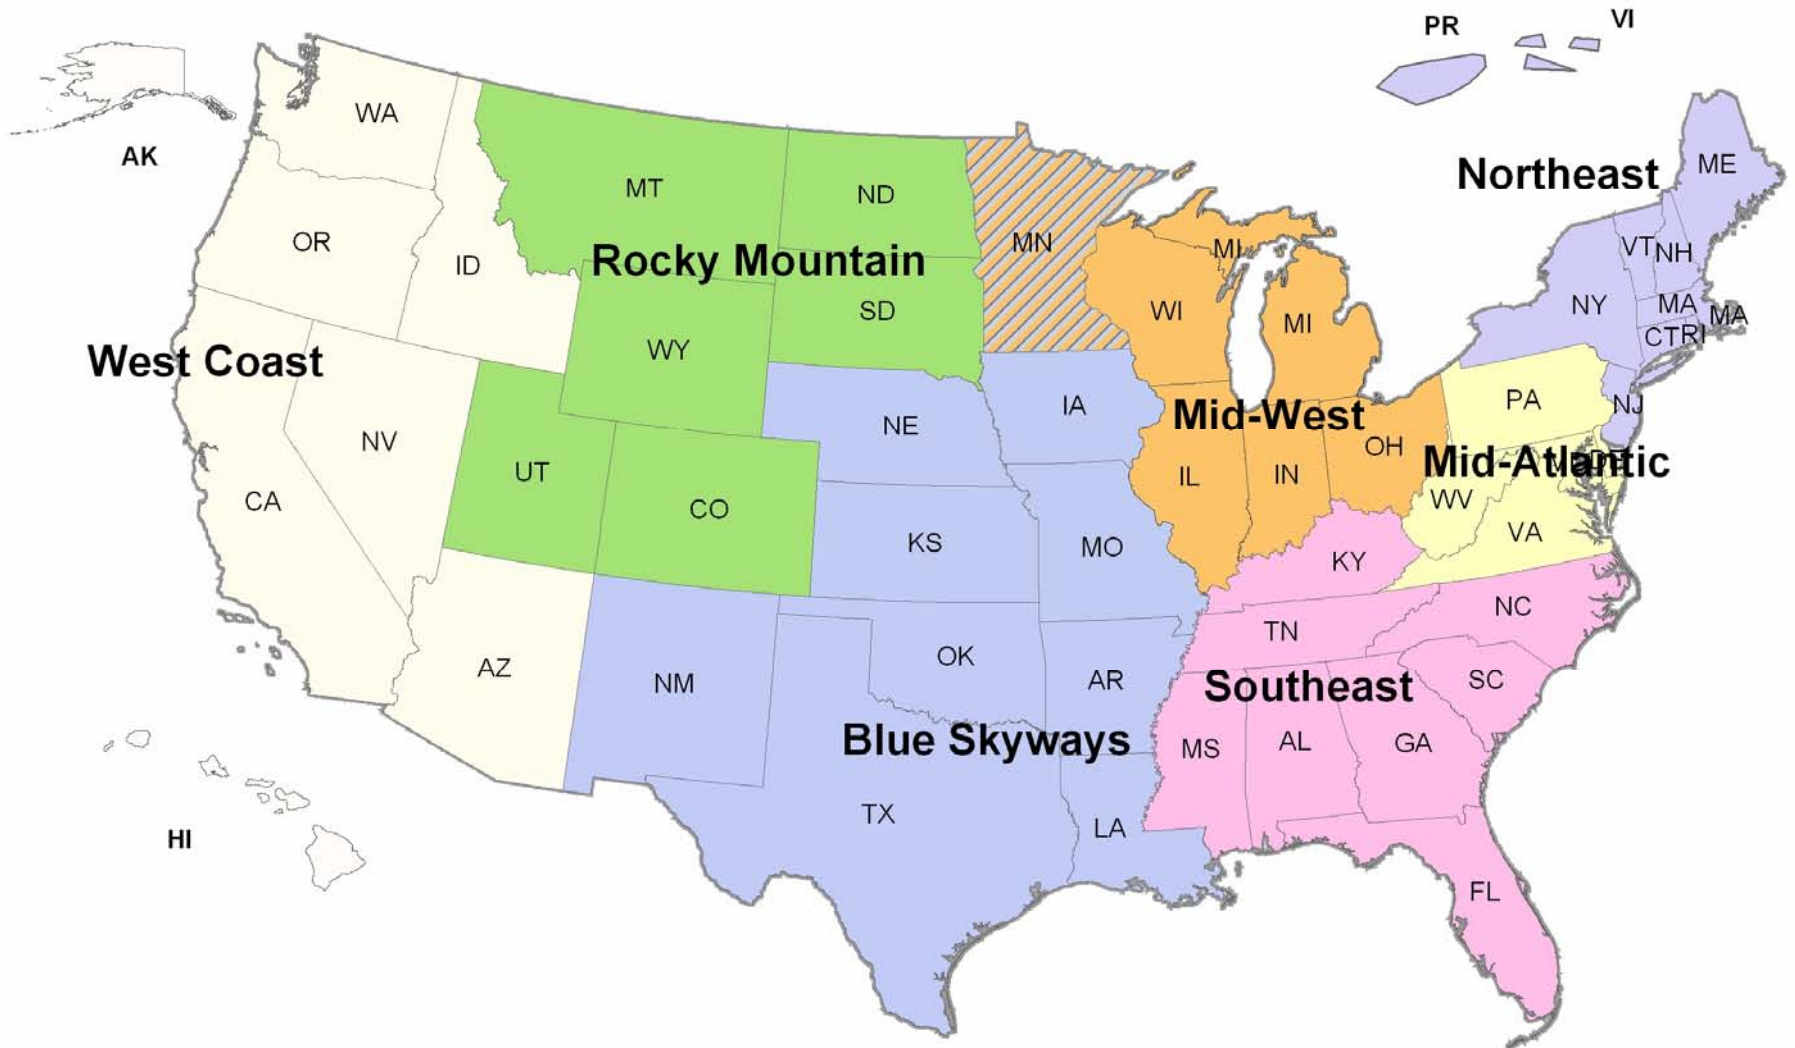 PR
VI
WA
AK
Northeast
ME
MT
ND
OR
MN
MI
VT
NH
ID
Rocky Mountain
SD
WI
MI
NY
MA
MA
CT
RI
West Coast
WY
IA
Mid-West
PA
NJ
NE
NV
UT
OH
Mid-Atlantic
CA
CO
IL
IN
WV
KS
MO
KY
VA
NC
TN
AZ
NM
OK
AR
Southeast
SC
Blue Skyways
MS
AL
GA
TX
LA
HI
FL